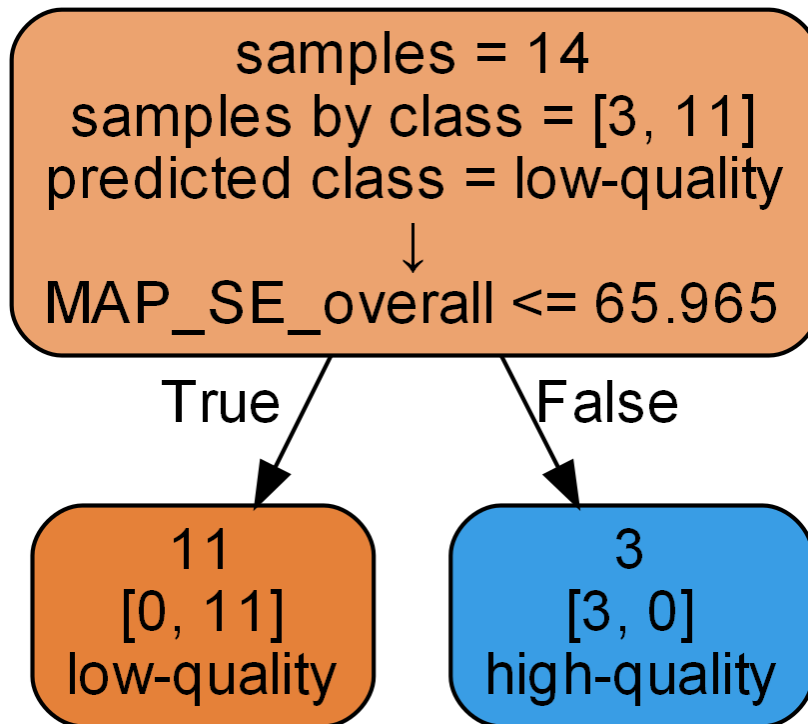 samples = 14
samples by class = [3, 11]
predicted class = low-quality
↓
MAP_SE_overall <= 65.965
True
False
11
[0, 11]
low-quality
3
[3, 0]
high-quality